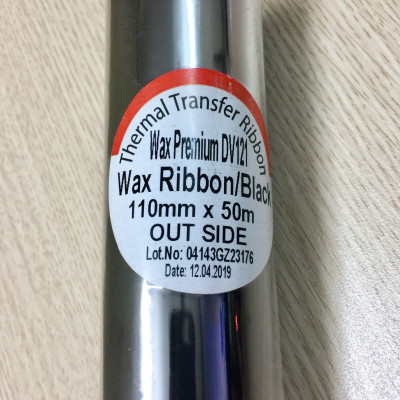 Thermal Transfer Ribbon
Wax Premium DV121
Wax Ribbon/Black
110mm x 50m
OUT SIDE
Lot.No: 04143GZ23176
Date: 12.04.2019